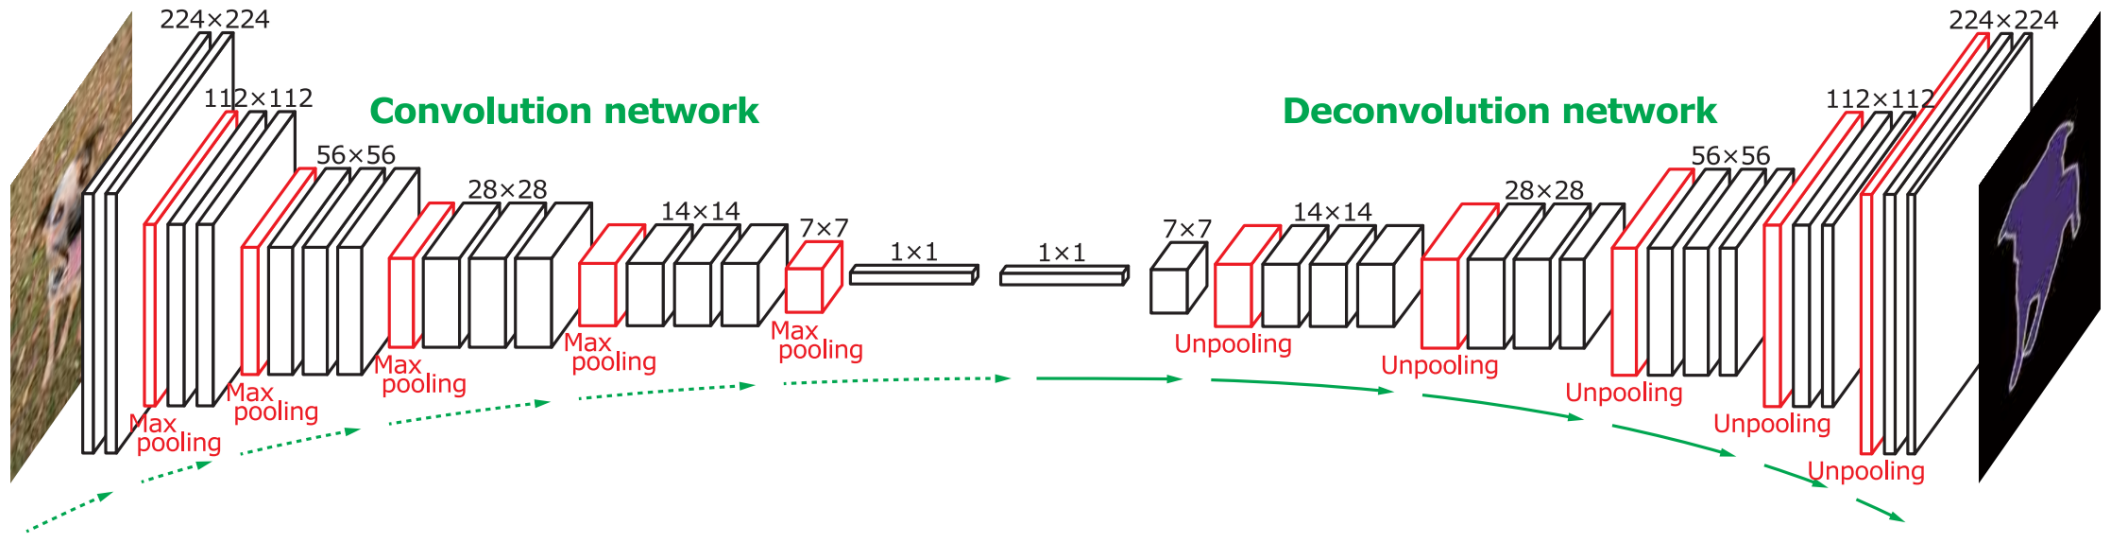 224×224
112×112
Convolution network
56×56
28×28
14×14
7×7
1×1
1×1
7×7
14×14
28×28
56×56
Deconvolution network
112×112
224×224
Max
pooling
Max
pooling
Max
pooling
Max
pooling
Max
pooling
Unpooling
Unpooling
Unpooling
Unpooling
Unpooling